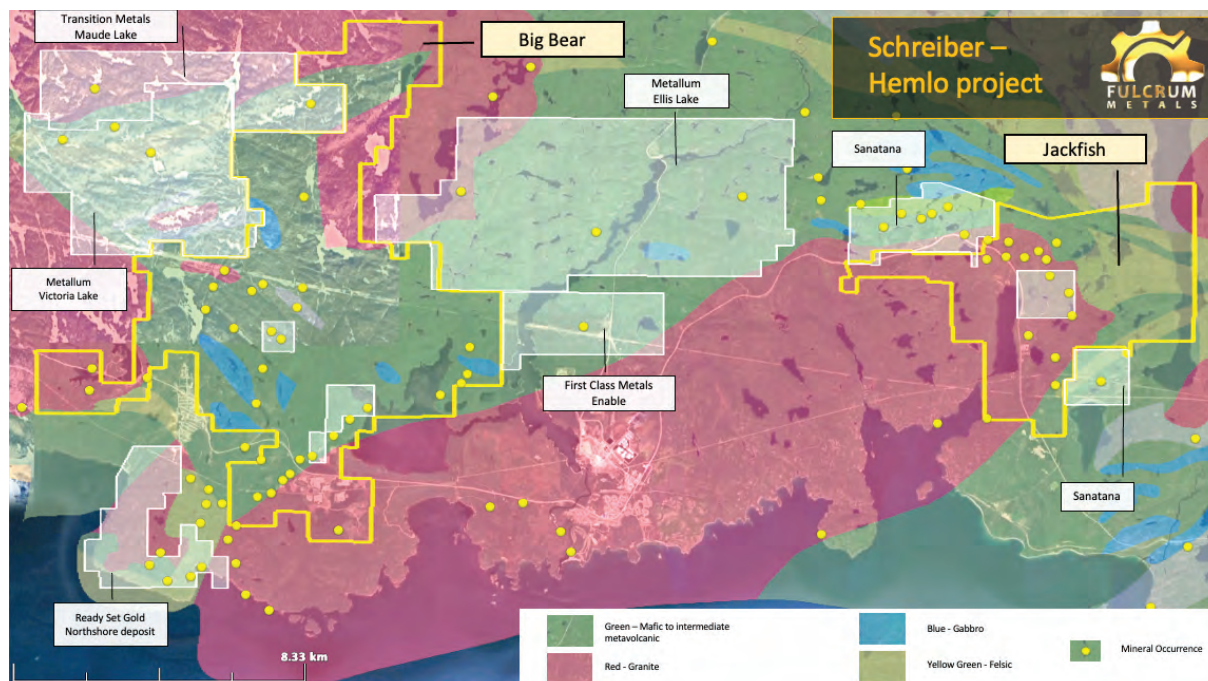 Transition Metals
Maude Lake
Big Bear
Schreiber –
Hemlo project
FULCRUM
METALS
Metallum
Ellis Lake
Sanatana
Jackfish
Metallum
Victoria Lake
First Class Metals
Enable
Sanatana
Ready Set Gold
Northshore deposit
8.33 km
Green – Mafic to intermediate
metavolcanic
Red - Granite
Blue - Gabbro
Yellow Green - Felsic
Mineral Occurrence